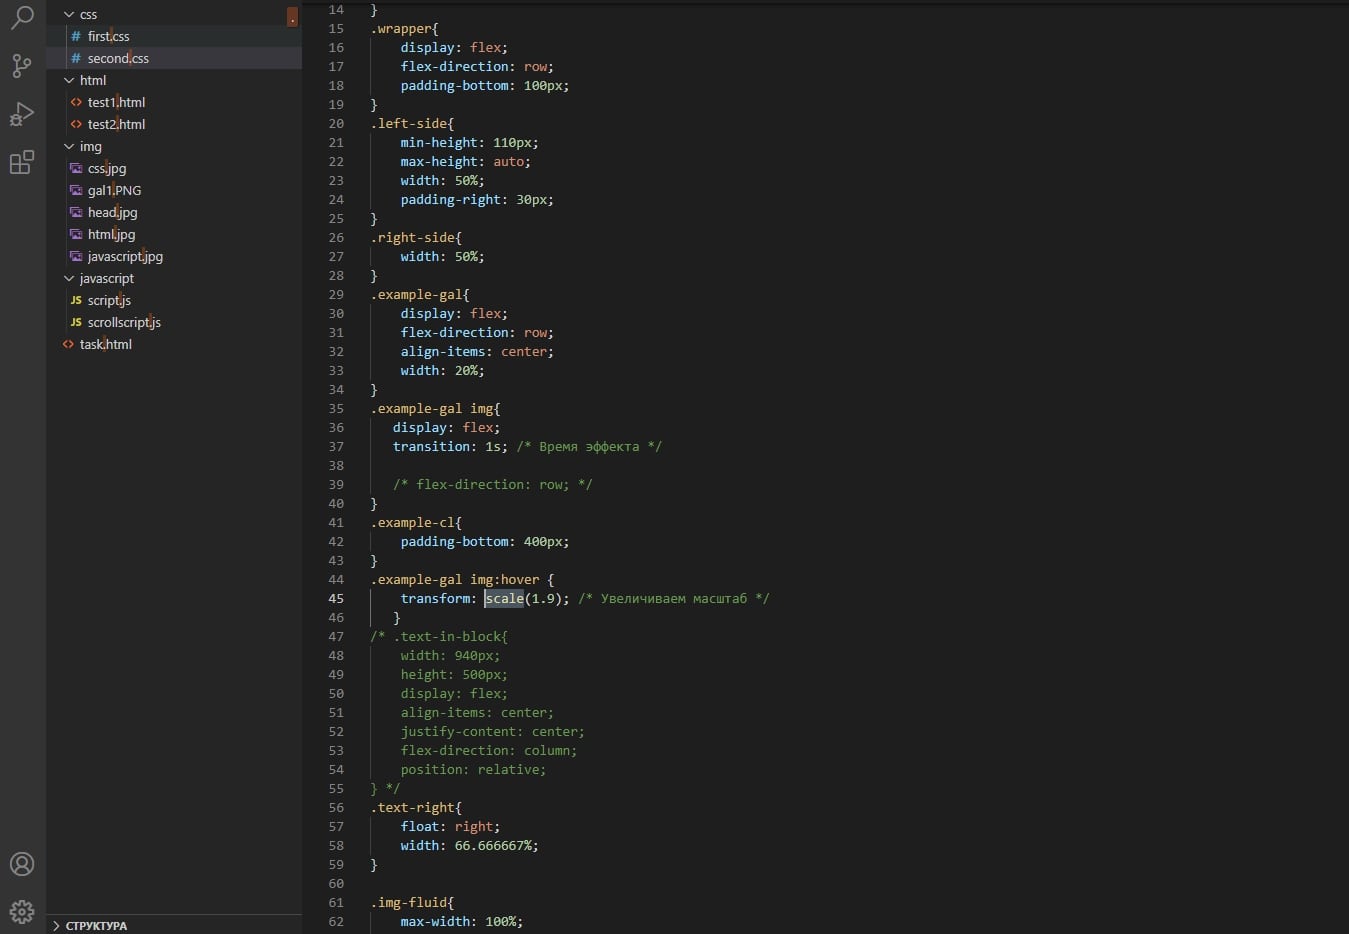 css
first.css
second.css
html
test1.html
test2.html
img
css.jpg
gal1.PNG
head.jpg
html.jpg
javascript.jpg
javascript
JS script.js
JS scrollscript.js
task.html
СТРУКТУРА
14 }
15 .wrapper{
16 display: flex;
17 flex-direction: row;
18 padding-bottom: 100px;
19 }
20 .left-side{
21 min-height: 110px;
22 max-height: auto;
23 width: 50%;
24 padding-right: 30px;
25 }
26 .right-side{
27 width: 50%;
28 }
29 .example-gal{
30 display: flex;
31 flex-direction: row;
32 align-items: center;
33 width: 20%;
34 }
35 .example-gal img{
36 display: flex;
37 transition: 1s; /* Время эффекта */
38
39 /* flex-direction: row; */
40 }
41 .example-cl{
42 padding-bottom: 400px;
43 }
44 .example-gal img:hover {
45 transform: scale(1.9); /* Увеличиваем масштаб */
46 }
47 /* .text-in-block{
48 width: 940px;
49 height: 500px;
50 display: flex;
51 align-items: center;
52 justify-content: center;
53 flex-direction: column;
54 position: relative;
55 } */
56 .text-right{
57 float: right;
58 width: 66.666667%;
59 }
60
61 .img-fluid{
62 max-width: 100%;